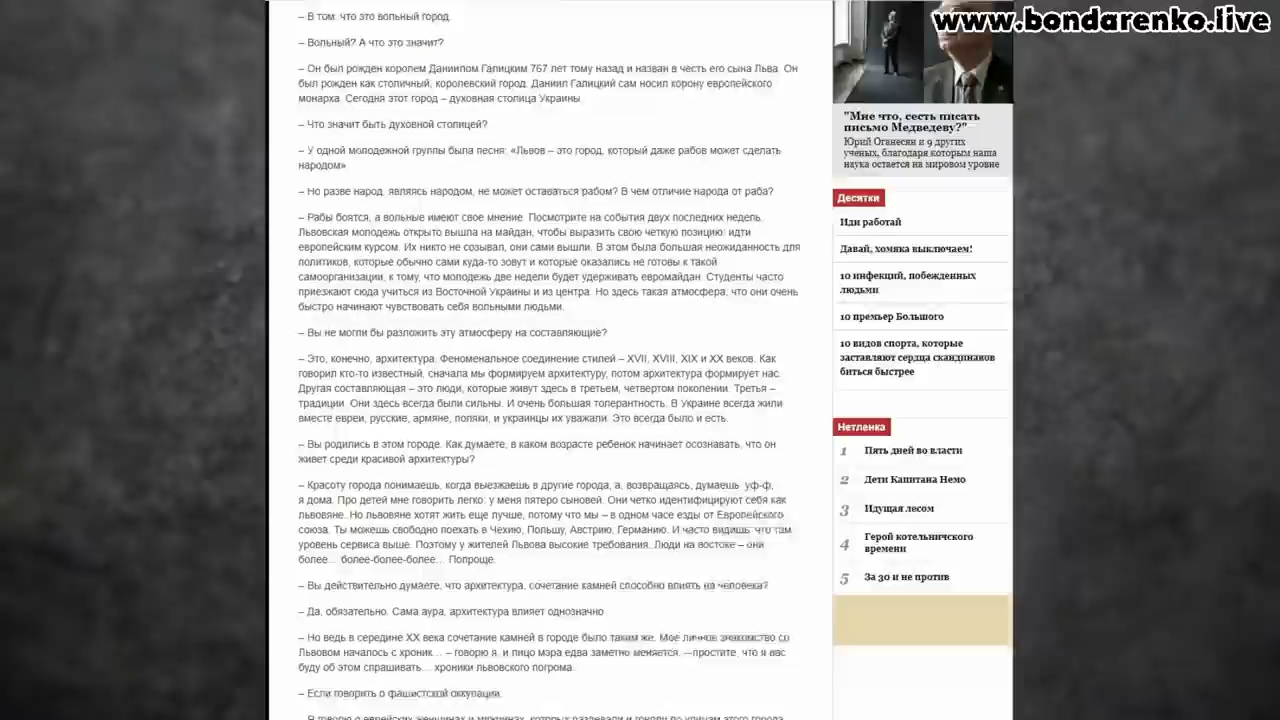 www.bondarenko.live
– В том, что это вольный город.
– Вольный? А что это значит?
– Он был рожден королем Даниилом Галицким 767 лет тому назад и назван в честь его сына Льва. Он
был рожден как столичный, королевский город. Даниил Галицкий сам носил корону европейского
монарха. Сегодня этот город – духовная столица Украины.
– Что значит быть духовной столицей?
– У одной молодежной группы была песня: «Львов – это город, который даже рабов может сделать
народом»
– Но разве народ, являясь народом, не может оставаться рабом? В чем отличие народа от раба?
– Рабы боятся, а вольные имеют свое мнение. Посмотрите на события двух последних недель.
Львовская молодежь открыто вышла на майдан, чтобы выразить свою четкую позицию: идти
европейским курсом. Их никто не созывал, они сами вышли. В этом была большая неожиданность для
политиков, которые обычно сами куда-то зовут и которые оказались не готовы к такой
самоорганизации, к тому, что молодежь две недели будет удерживать евромайдан. Студенты часто
приезжают сюда учиться из Восточной Украины и из центра. Но здесь такая атмосфера, что они очень
быстро начинают чувствовать себя вольными людьми.
– Вы не могли бы разложить эту атмосферу на составляющие?
– Это, конечно, архитектура. Феноменальное соединение стилей – XVII, XVIII, XIX и XX веков. Как
говорил кто-то известный, сначала мы формируем архитектуру, потом архитектура формирует нас.
Другая составляющая – это люди, которые живут здесь в третьем, четвертом поколении. Третья –
традиции. Они здесь всегда были сильны. И очень большая толерантность. В Украине всегда жили
вместе евреи, русские, армяне, поляки, и украинцы их уважали. Это всегда было и есть.
– Вы родились в этом городе. Как думаете, в каком возрасте ребенок начинает осознавать, что он
живет среди красивой архитектуры?
– Красоту города понимаешь, когда выезжаешь в другие города, а, возвращаясь, думаешь: уф-ф,
я дома. Про детей мне говорить легко: у меня пятеро сыновей. Они четко идентифицируют себя как
львовяне. Но львовяне хотят жить еще лучше, потому что мы – в одном часе езды от Европейского
союза. Ты можешь свободно поехать в Чехию, Польшу, Австрию, Германию. И часто видишь, что там
уровень сервиса выше. Поэтому у жителей Львова высокие требования. Люди на востоке – они
более… более-более-более… Попроще.
– Вы действительно думаете, что архитектура, сочетание камней способно влиять на человека?
– Да, обязательно. Сама аура, архитектура влияет однозначно
– Но ведь в середине XX века сочетание камней в городе было таким же. Мое личное знакомство со
Львовом началось с хроник… – говорю я, и лицо мэра едва заметно меняется, —простите, что я вас
буду об этом спрашивать… хроники львовского погрома.
– Если говорить о фашистской оккупации.
– Я говорю о еврейских женщинах и мужчинах, которых раздевали и гоняли по улицам этого города
"Мне что, сесть писать
письмо Медведеву?"
Юрий Оганесян и 9 других
ученых, благодаря которым наша
наука остается на мировом уровне
Десятки
Иди работай
Давай, хомяка выключаем!
10 инфекций, побежденных
людьми
10 премьер Большого
10 видов спорта, которые
заставляют сердца скандинавов
биться быстрее
Нетленка
1 Пять дней во власти
2 Дети Капитана Немо
3 Идущая лесом
4 Герой котельничского
времени
5 За 30 и не против